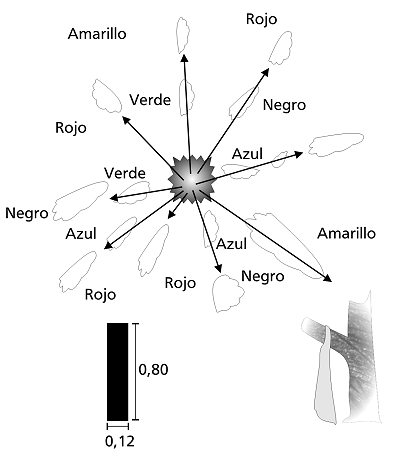 Rojo
Amarillo
Verde
Negro
Rojo
Azul
Verde
Negro
Azul
Azul
Amarillo
Rojo
Rojo
Negro
0,80
0,12